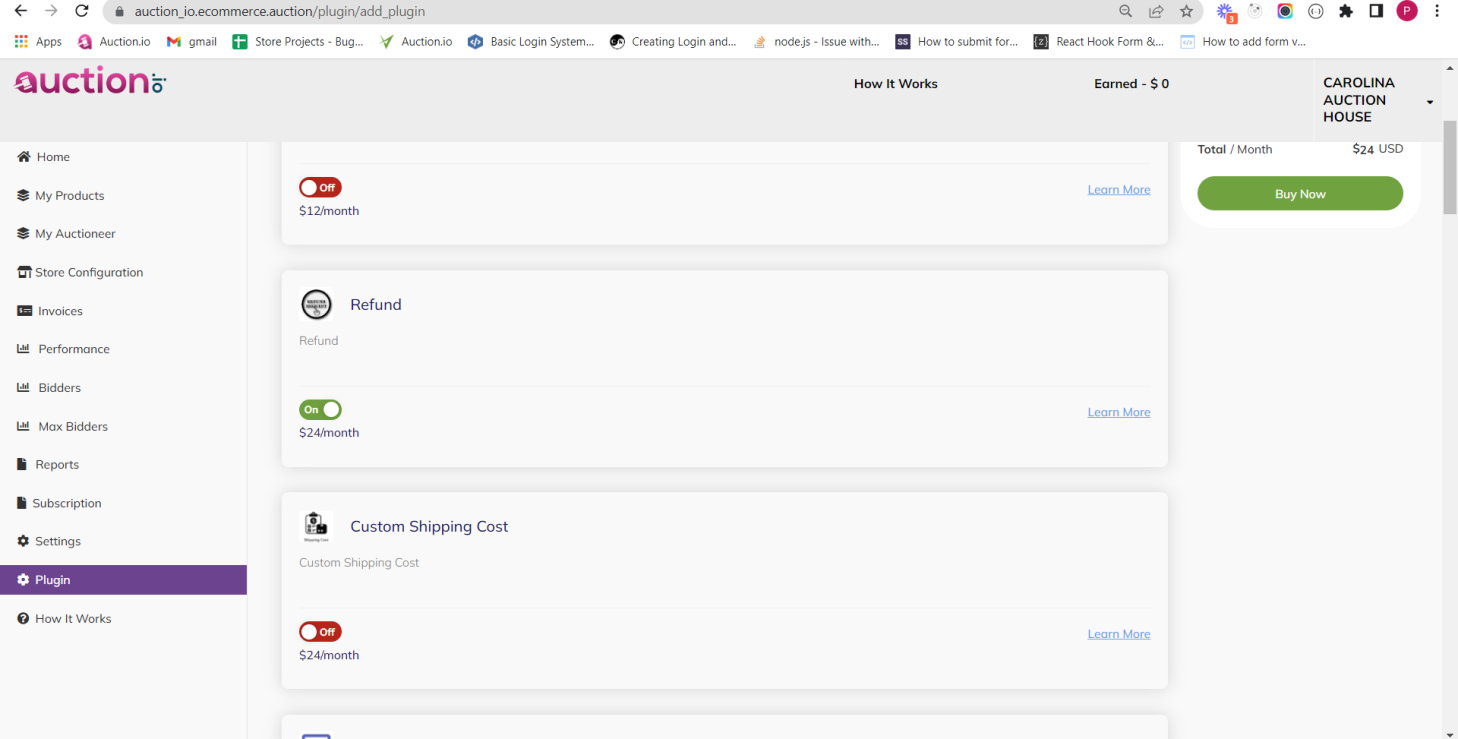 auction_io.ecommerce.auction/plugin/add_plugin
3
P
Apps
Auction.io
gmail
Store Projects - Bug...
Auction.io
Basic Login System...
Creating Login and...
node.js - Issue with...
SS
How to submit for...
React Hook Form &...
How to add form v...
auction.io
How It Works
Earned - $ 0
CAROLINA
AUCTION
HOUSE
Home
My Products
My Auctioneer
Store Configuration
Invoices
Performance
Bidders
Max Bidders
Reports
Subscription
Settings
Plugin
How It Works
Off
Learn More
$12/month
Refund
Refund
On
Learn More
$24/month
Custom Shipping Cost
Custom Shipping Cost
Off
Learn More
$24/month
Total / Month
$24 USD
Buy Now